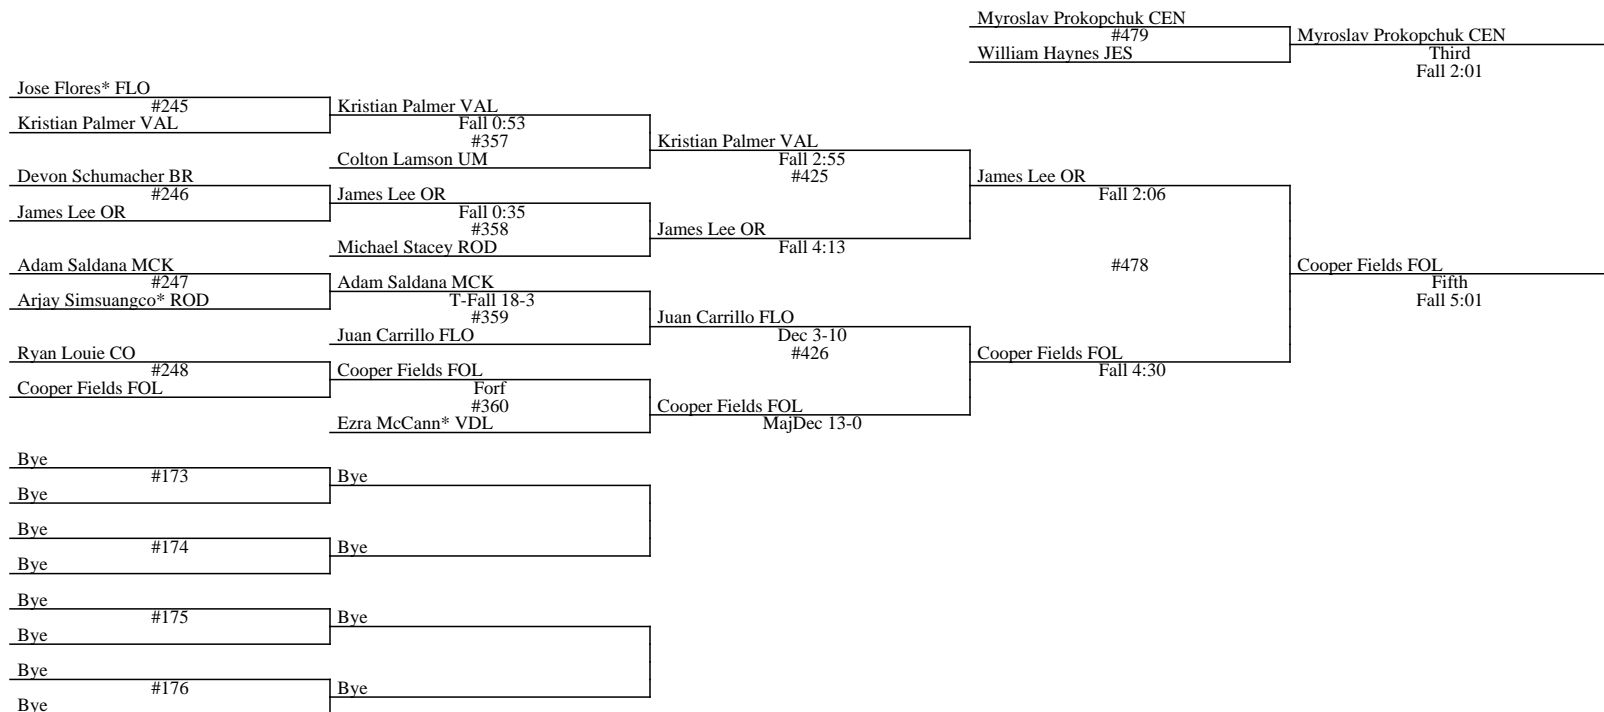 Myroslav Prokopchuk CEN
#479
William Haynes JES
Myroslav Prokopchuk CEN
Third
Fall 2:01
Jose Flores* FLO
#245
Kristian Palmer VAL
Kristian Palmer VAL
Fall 0:53
#357
Colton Lamson UM
Kristian Palmer VAL
Fall 2:55
#425
Devon Schumacher BR
#246
James Lee OR
James Lee OR
Fall 0:35
#358
Michael Stacey ROD
James Lee OR
Fall 4:13
James Lee OR
Fall 2:06
#478
Adam Saldana MCK
#247
Arjay Simsuangco* ROD
Adam Saldana MCK
T-Fall 18-3
#359
Juan Carrillo FLO
Juan Carrillo FLO
Dec 3-10
#426
Ryan Louie CO
#248
Cooper Fields FOL
Cooper Fields FOL
Forf
#360
Ezra McCann* VDL
Cooper Fields FOL
MajDec 13-0
Cooper Fields FOL
Fall 4:30
Cooper Fields FOL
Fifth
Fall 5:01
Bye
#173
Bye
Bye
Bye
#174
Bye
Bye
Bye
#175
Bye
Bye
Bye
#176
Bye
Bye